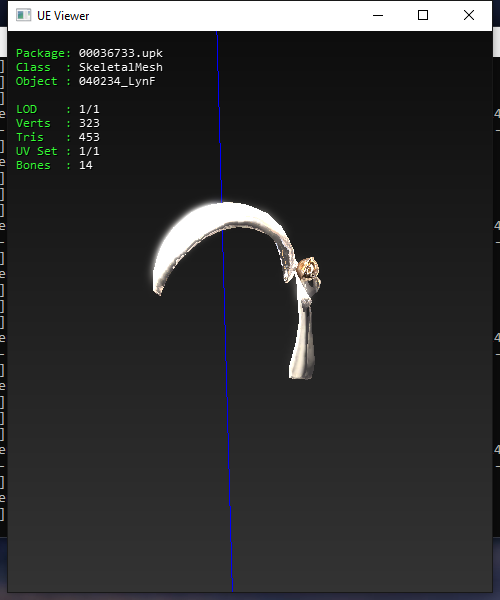 UE Viewer
Package: 00036733.upk
Class  : SkeletalMesh
Object : 040234_LynF
LOD    : 1/1
Verts  : 323
Tris   : 453
UV Set : 1/1
Bones  : 14